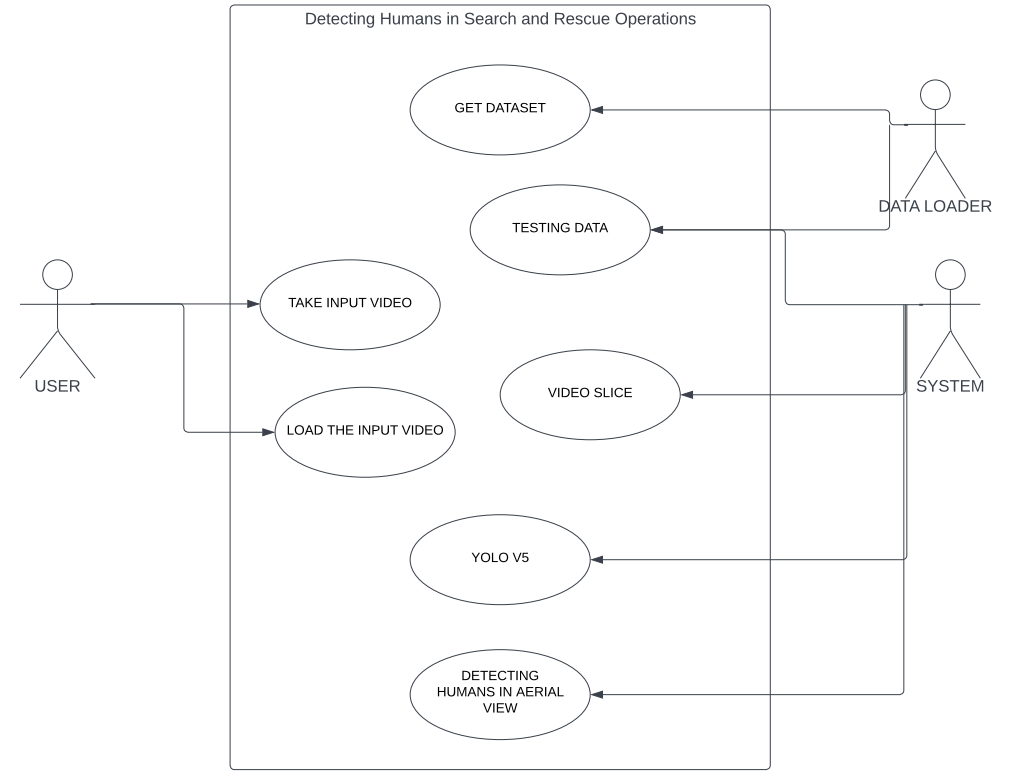 Detecting Humans in Search and Rescue Operations
GET DATASET
DATA LOADER
TESTING DATA
TAKE INPUT VIDEO
USER
SYSTEM
VIDEO SLICE
LOAD THE INPUT VIDEO
YOLO V5
DETECTING
HUMANS IN AERIAL
VIEW